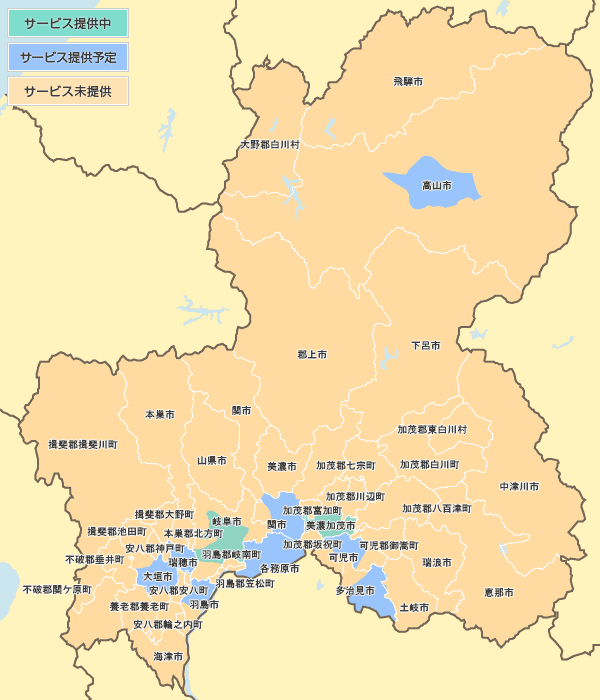 サービス提供中
サービス提供予定
サービス未提供
飛騨市
大野郡白川村
高山市
郡上市
下呂市
本巣市
関市
加茂郡東白川村
揖斐郡揖斐川町
山県市
美濃市
加茂郡七宗町
加茂郡白川町
中津川市
加茂郡川辺町
加茂郡八百津町
揖斐郡大野町
岐阜市
加茂郡富加町
関市
美濃加茂市
揖斐郡池田町
本巣郡北方町
加茂郡坂祝町
可児郡御嵩町
安八郡神戸町
羽島郡岐南町
可児市
不破郡垂井町
瑞穂市
各務原市
瑞浪市
大垣市
羽島郡笠松町
不破郡関ケ原町
安八郡安八町
多治見市
恵那市
養老郡養老町
羽島市
土岐市
安八郡輪之内町
海津市